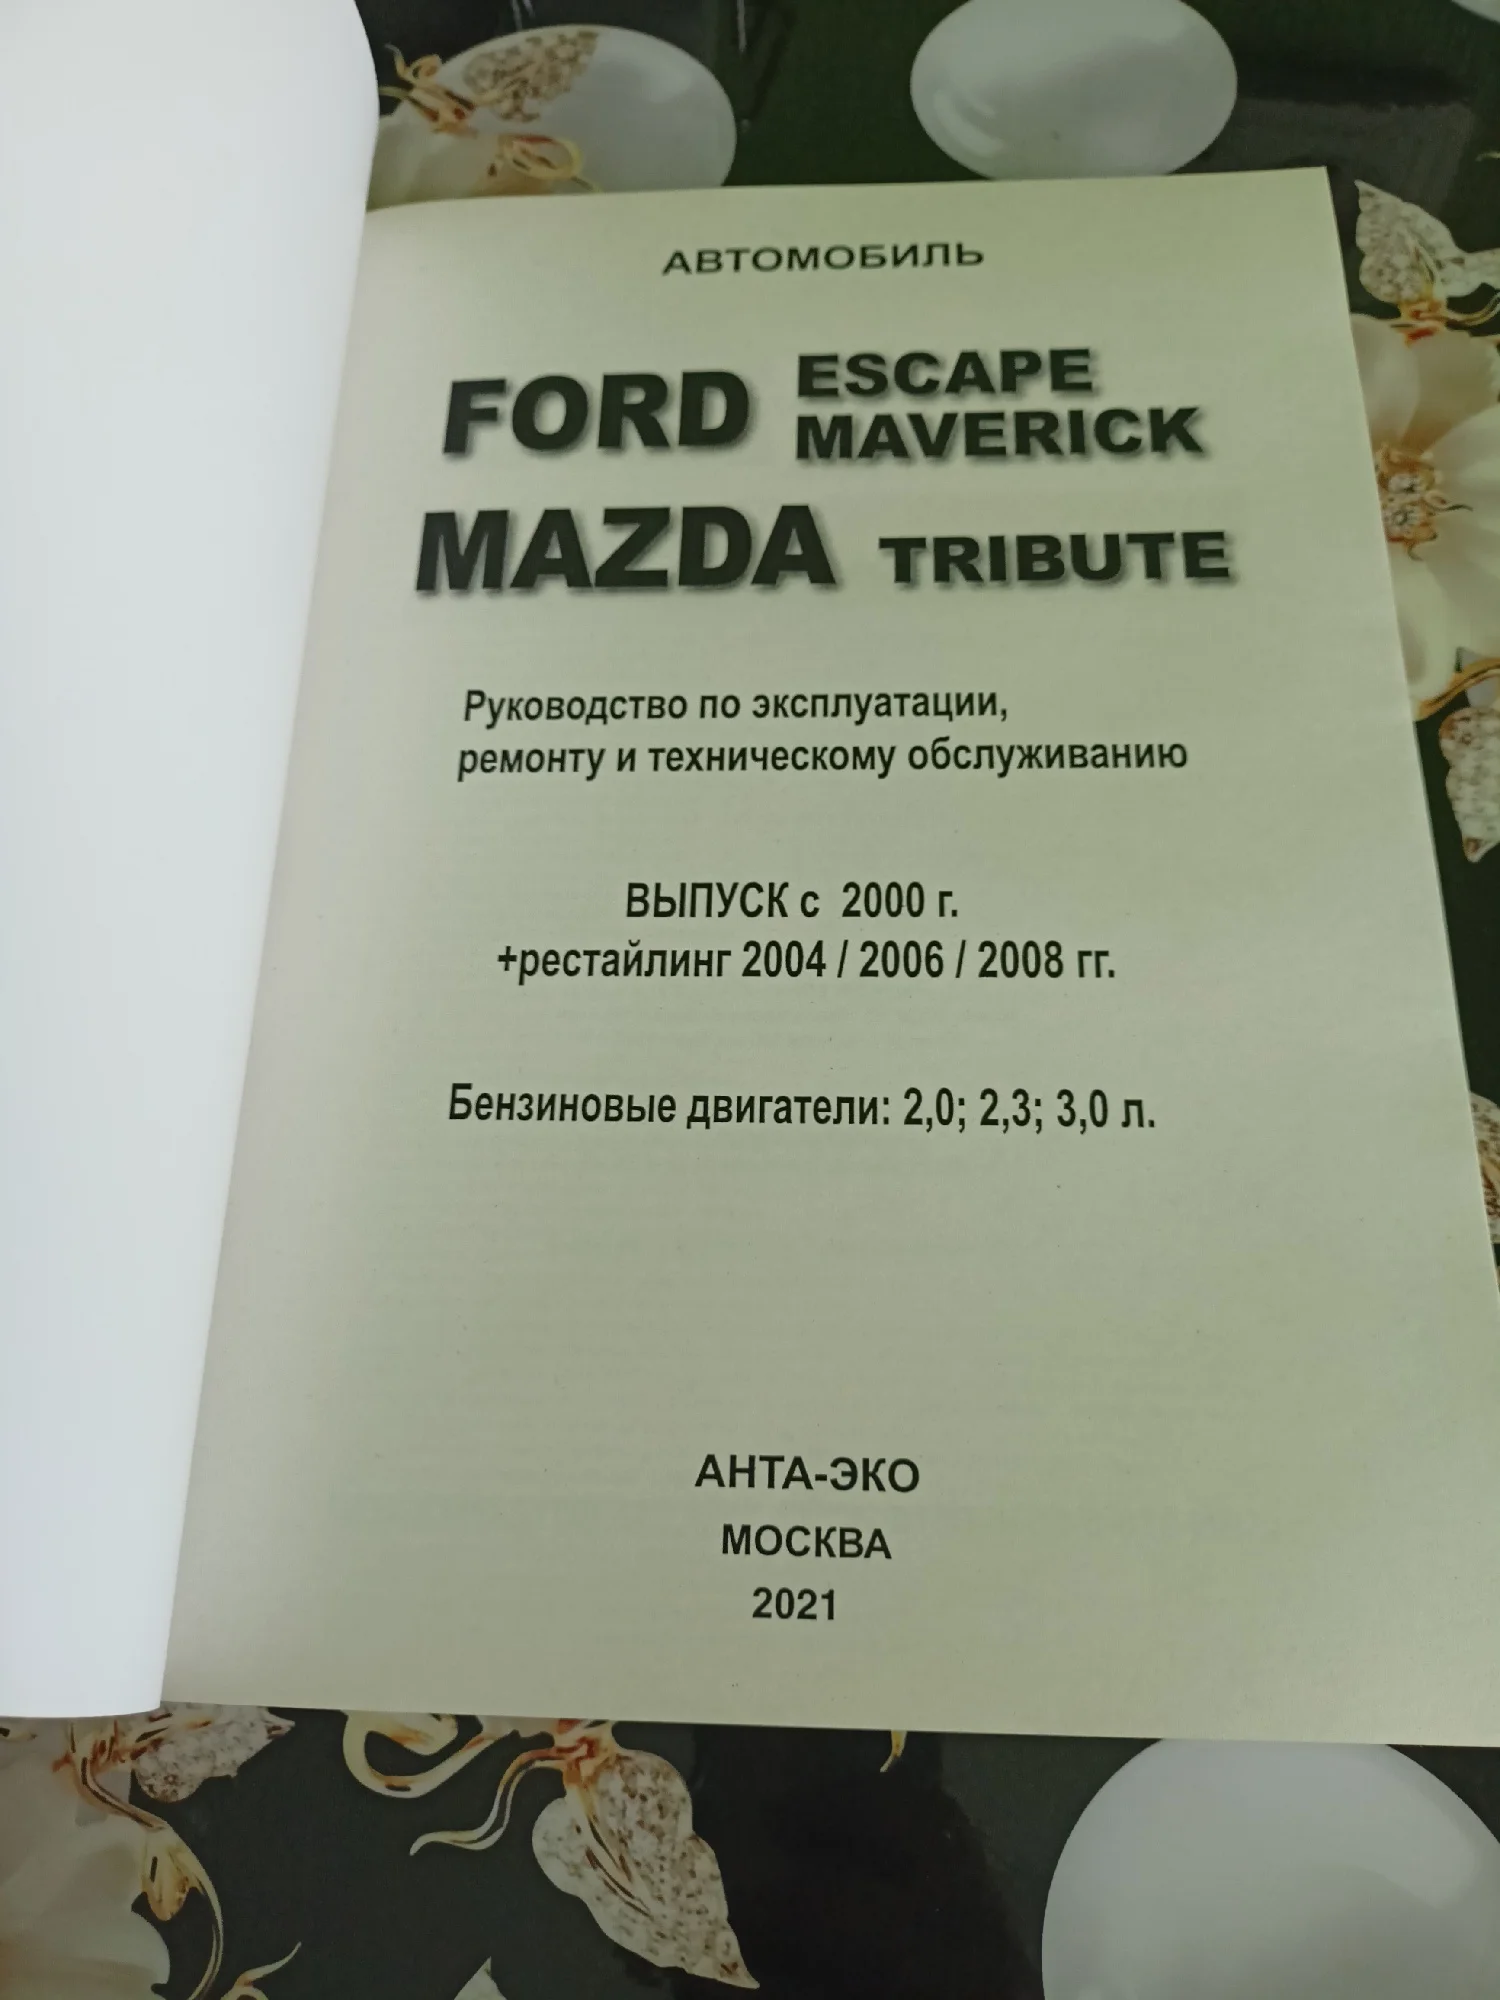 АВТОМОБИЛЬ
FORD ESCAPE
MAVERICK
MAZDA TRIBUTE
Руководство по эксплуатации,
ремонту и техническому обслуживанию
ВЫПУСК с 2000 г.
+рестайлинг 2004 / 2006 / 2008 гг.
Бензиновые двигатели: 2,0; 2,3; 3,0 л.
АНТА-ЭКО
МОСКВА
2021